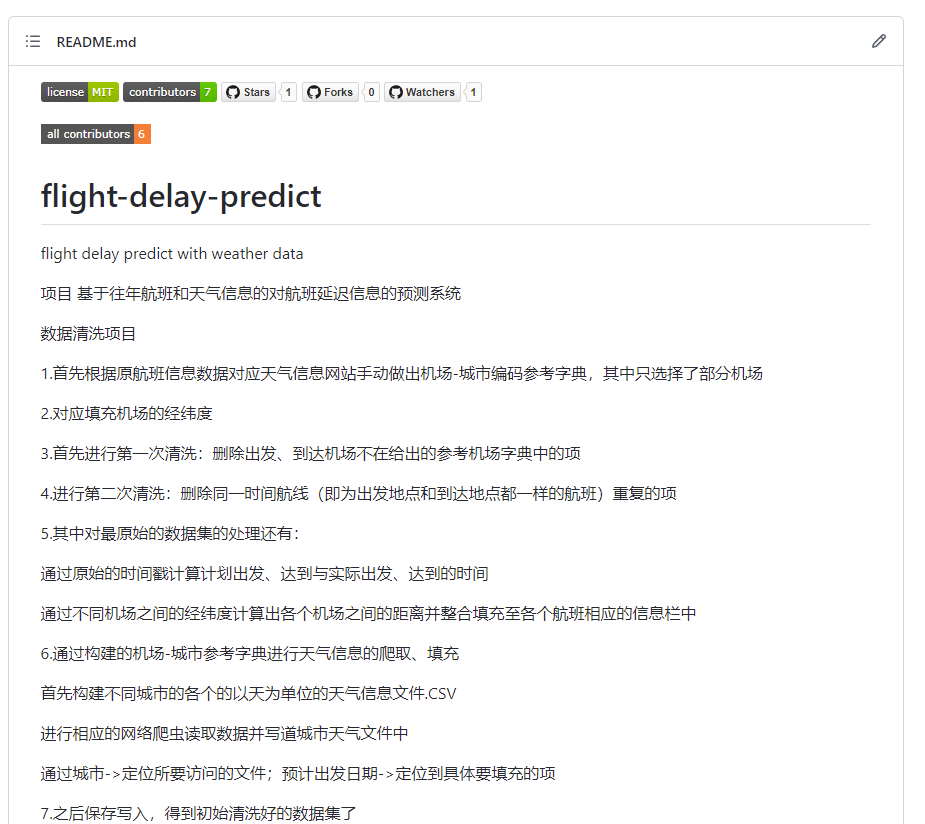 README.md
license MIT contributors 7 Stars 1 Forks 0 Watchers 1
all contributors 6
flight-delay-predict
flight delay predict with weather data
项目 基于往年航班和天气信息的对航班延迟信息的预测系统
数据清洗项目
1.首先根据原航班信息数据对应天气信息网站手动做出机场-城市编码参考字典，其中只选择了部分机场
2.对应填充机场的经纬度
3.首先进行第一次清洗：删除出发、到达机场不在给出的参考机场字典中的项
4.进行第二次清洗：删除同一时间航线（即为出发地点和到达地点都一样的航班）重复的项
5.其中对最原始的数据集的处理还有：
通过原始的时间戳计算计划出发、达到与实际出发、达到的时间
通过不同机场之间的经纬度计算出各个机场之间的距离并整合填充至各个航班相应的信息栏中
6.通过构建的机场-城市参考字典进行天气信息的爬取、填充
首先构建不同城市的各个的以天为单位的天气信息文件.CSV
进行相应的网络爬虫读取数据并写道城市天气文件中
通过城市->定位所要访问的文件；预计出发日期->定位到具体要填充的项
7.之后保存写入，得到初始清洗好的数据集了